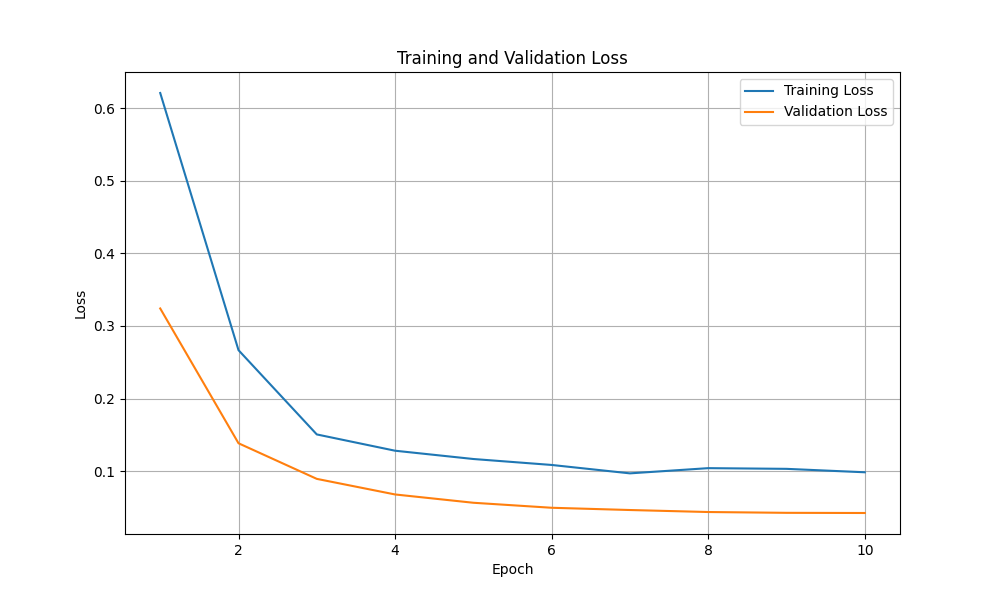 Training and Validation Loss
Training Loss
Validation Loss
0.6
0.5
0.4
0.3
0.2
0.1
Loss
2 4 6 8 10
Epoch